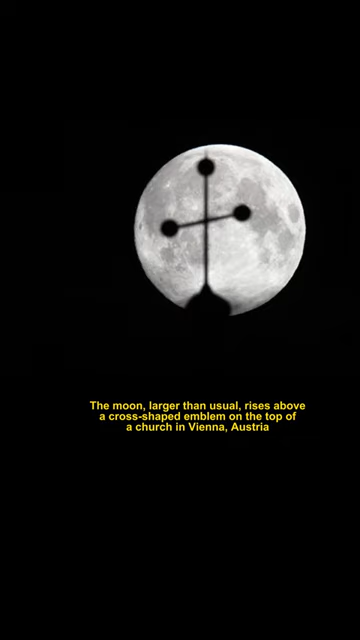 The moon, larger than usual, rises above
a cross-shaped emblem on the top of
a church in Vienna, Austria